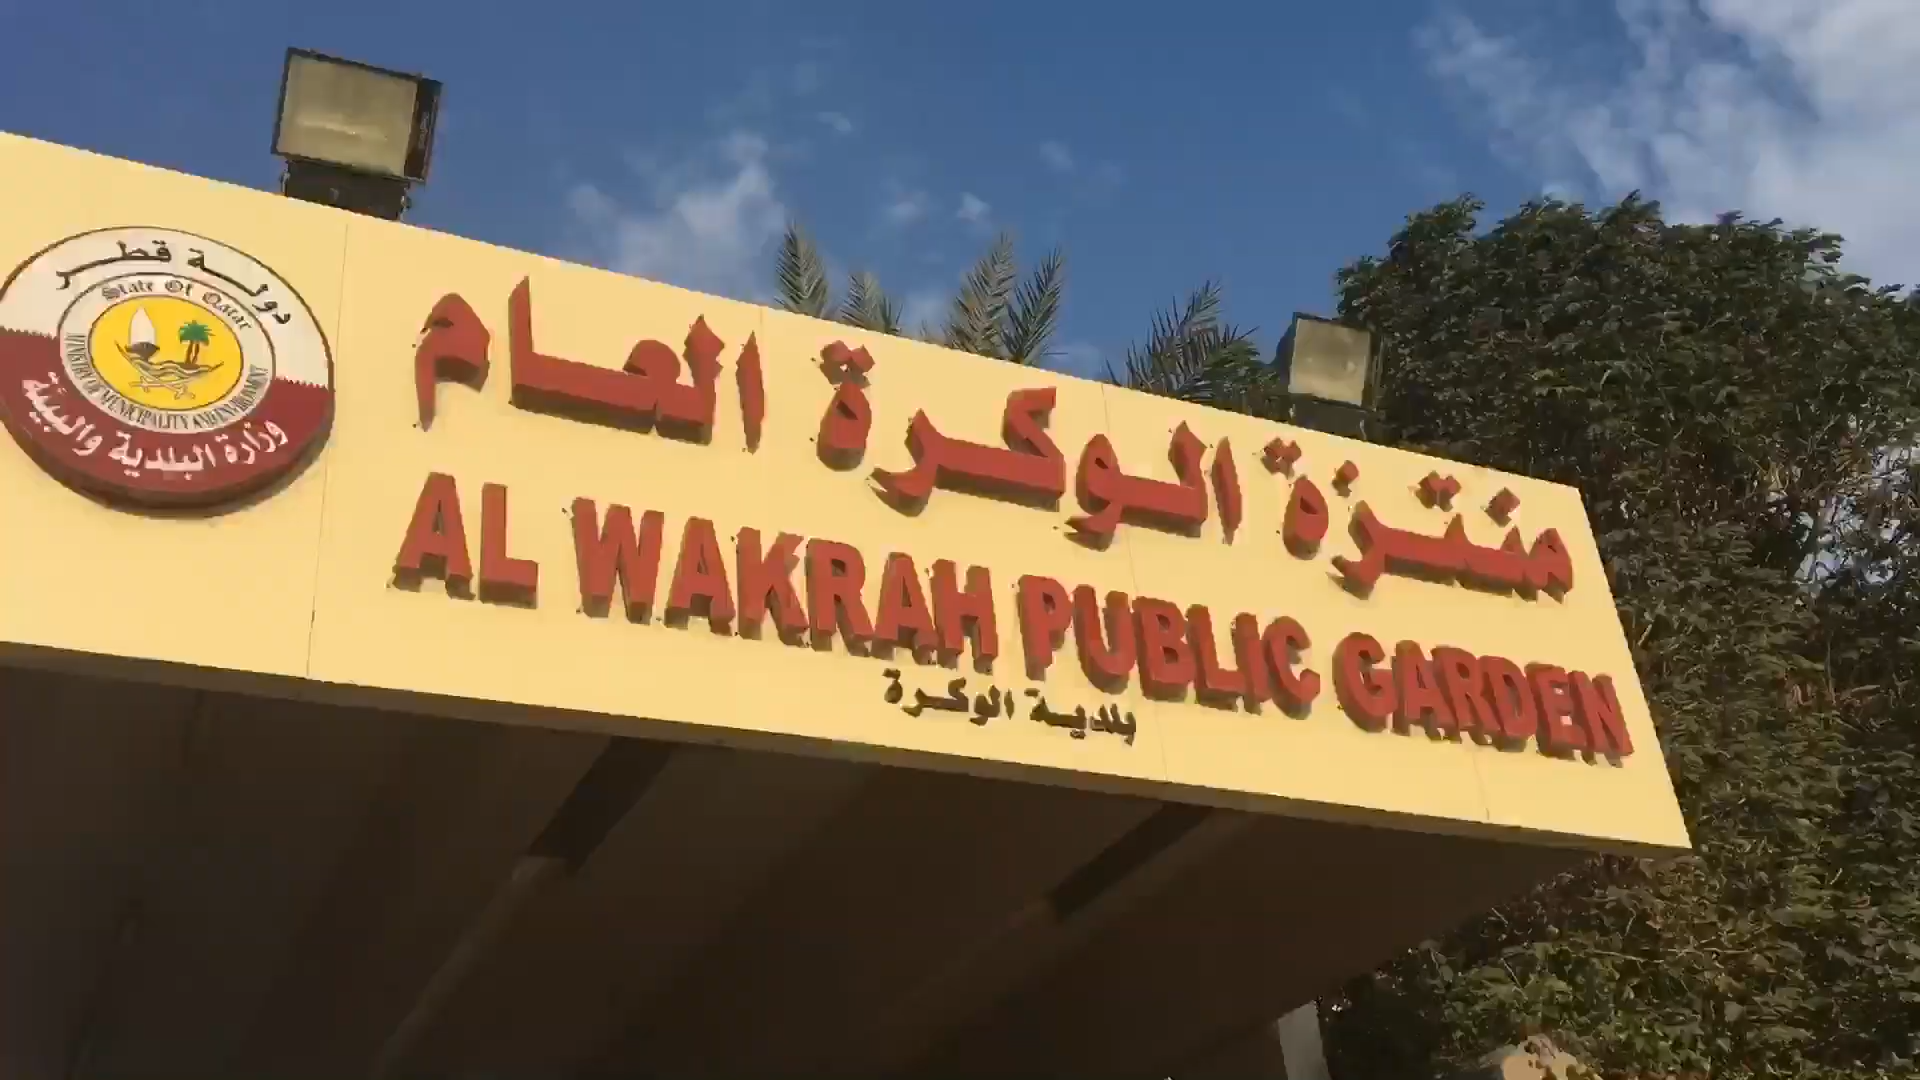 منتزة الوكرة العام
AL WAKRAH PUBLIC GARDEN
بلدية الوكرة
دولة قطر
State Of Qatar
MINISTRY OF MUNICIPALITY AND ENVIRONMENT
وزارة البلدية والبيئة